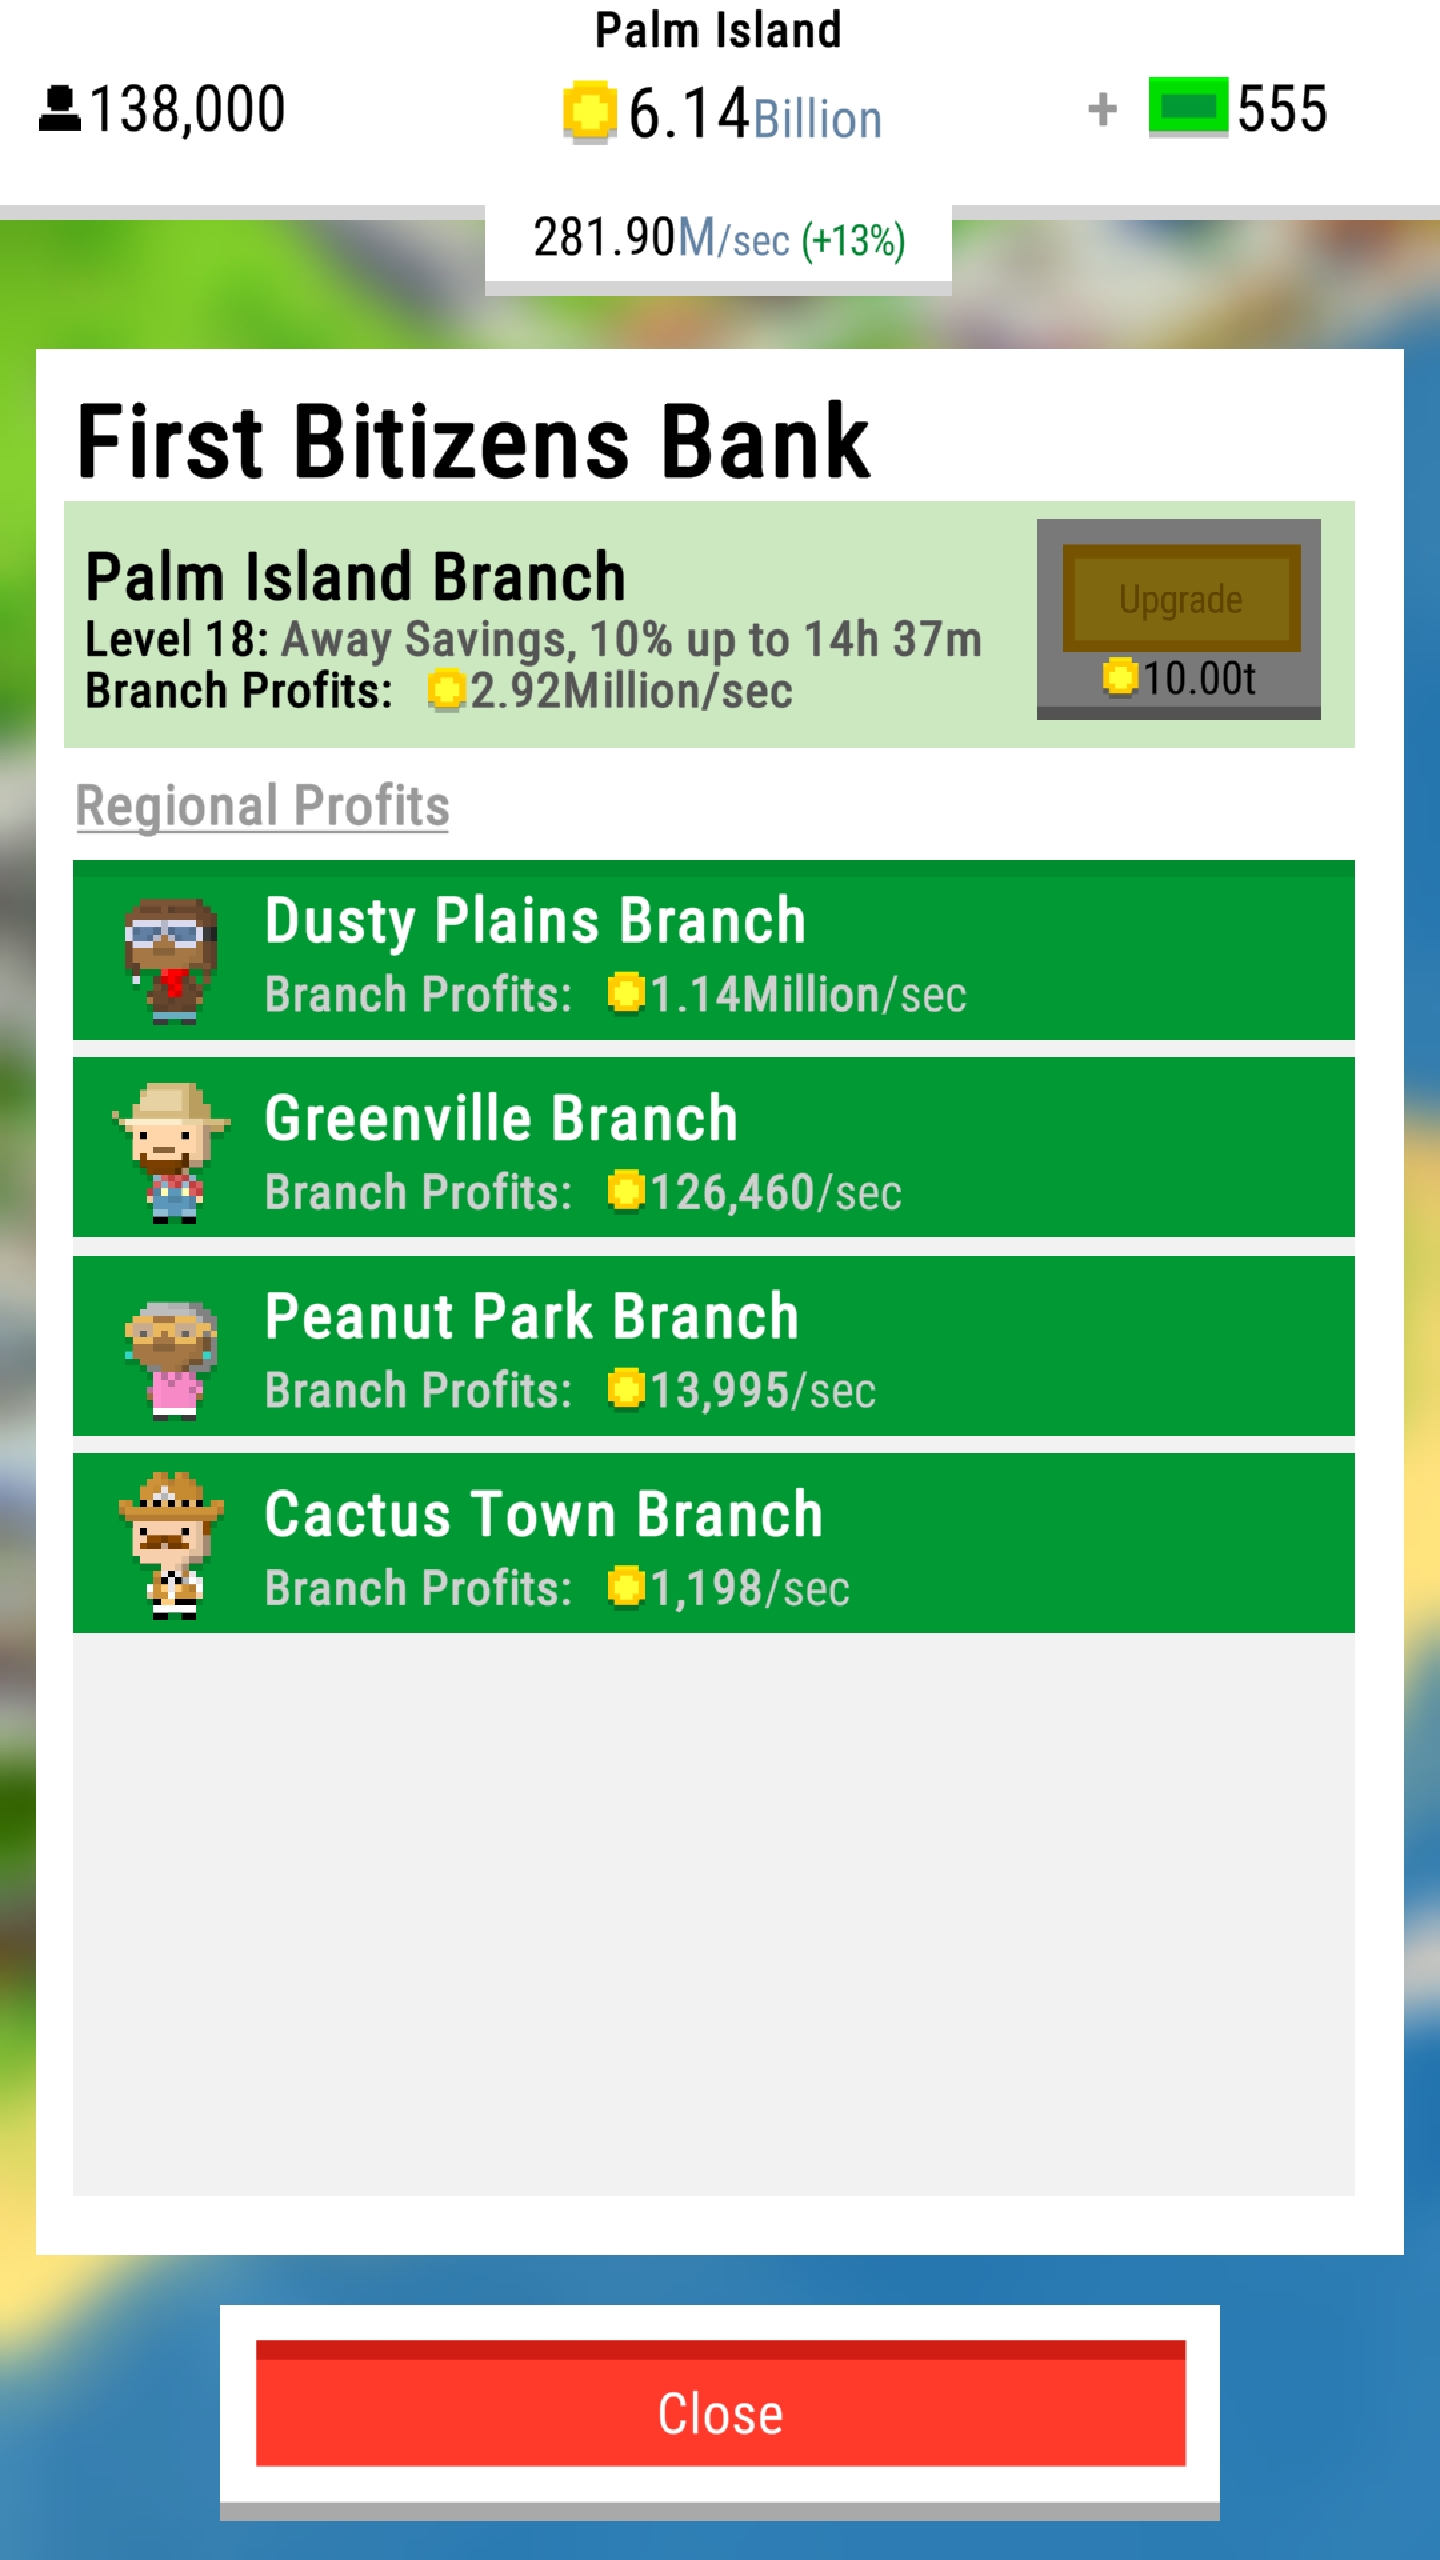 Palm Island
138,000
6.14Billion
+ 555
281.90M/sec (+13%)
First Bitizens Bank
Palm Island Branch
Level 18: Away Savings, 10% up to 14h 37m
Branch Profits: 2.92Million/sec
Upgrade
10.00t
Regional Profits
Dusty Plains Branch
Branch Profits: 1.14Million/sec
Greenville Branch
Branch Profits: 126,460/sec
Peanut Park Branch
Branch Profits: 13,995/sec
Cactus Town Branch
Branch Profits: 1,198/sec
Close